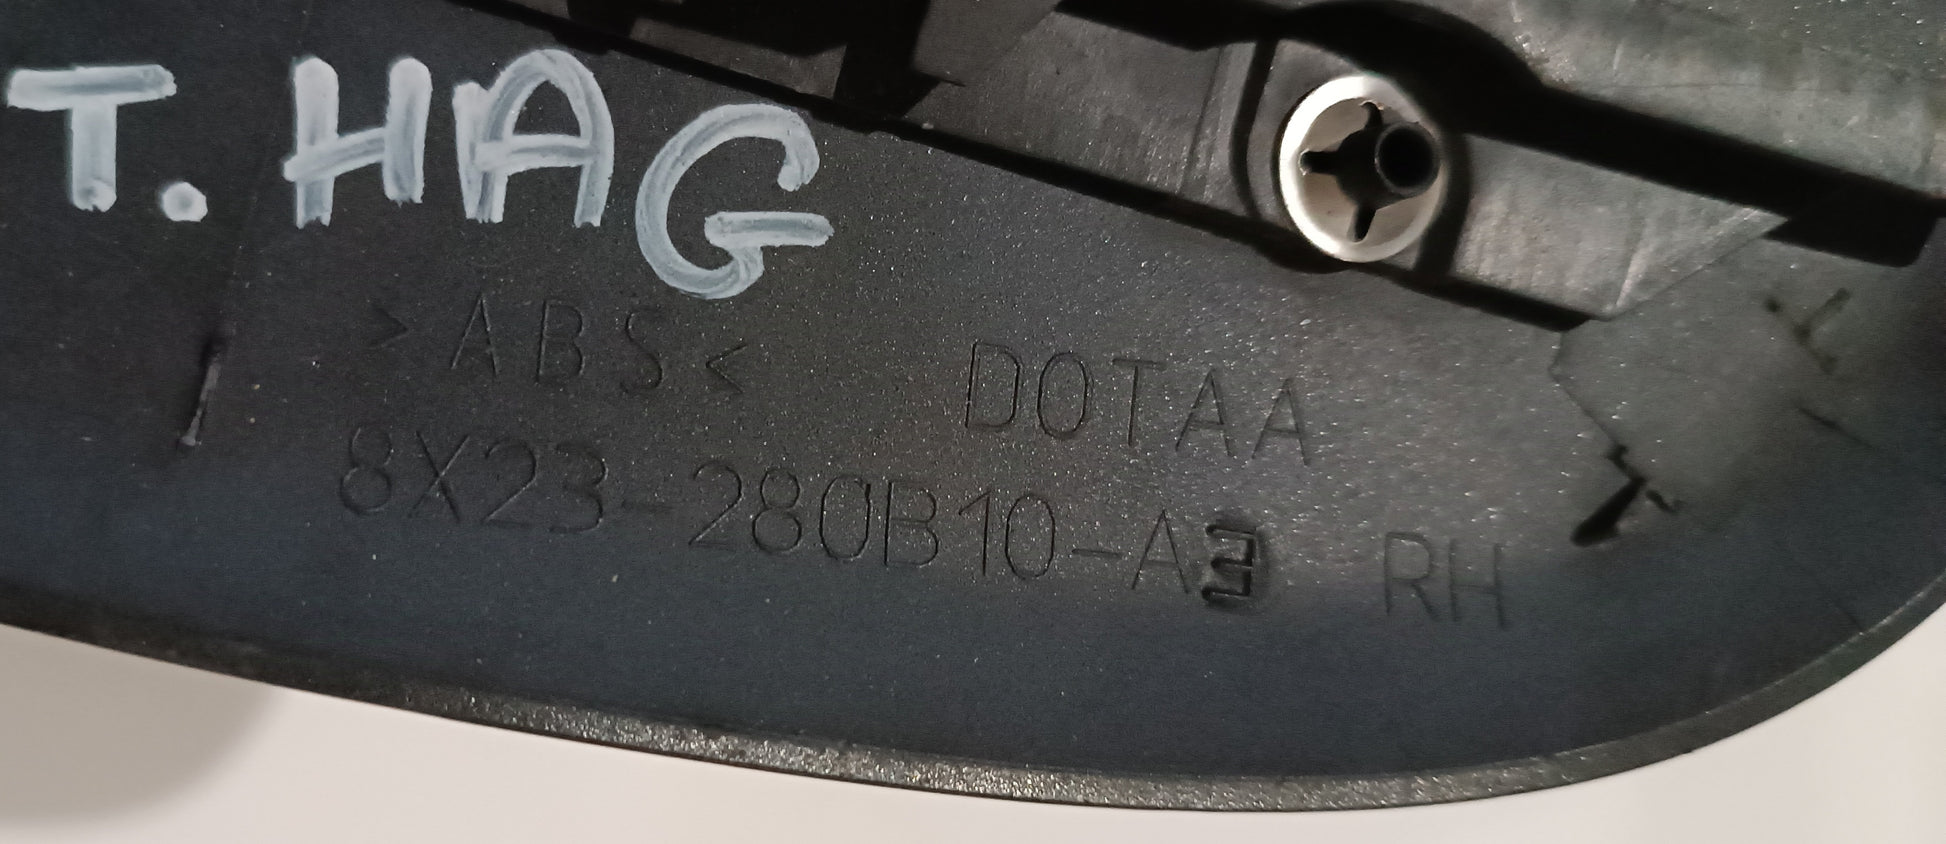 T. HAG
>ABS< DOTAA
8X23-280B10-A3 RH